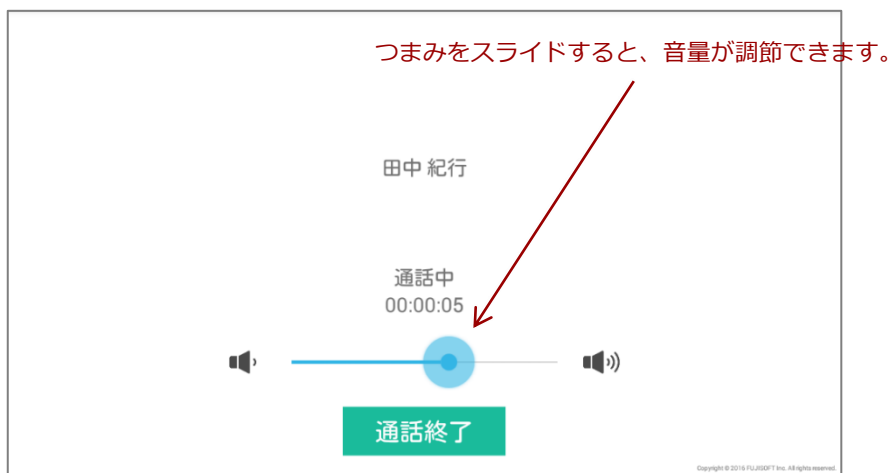 つまみをスライドすると、音量が調節できます。
田中 紀行
通話中
00:00:05
通話終了
Copyright © 2016 FUJISOFT Inc. All rights reserved.